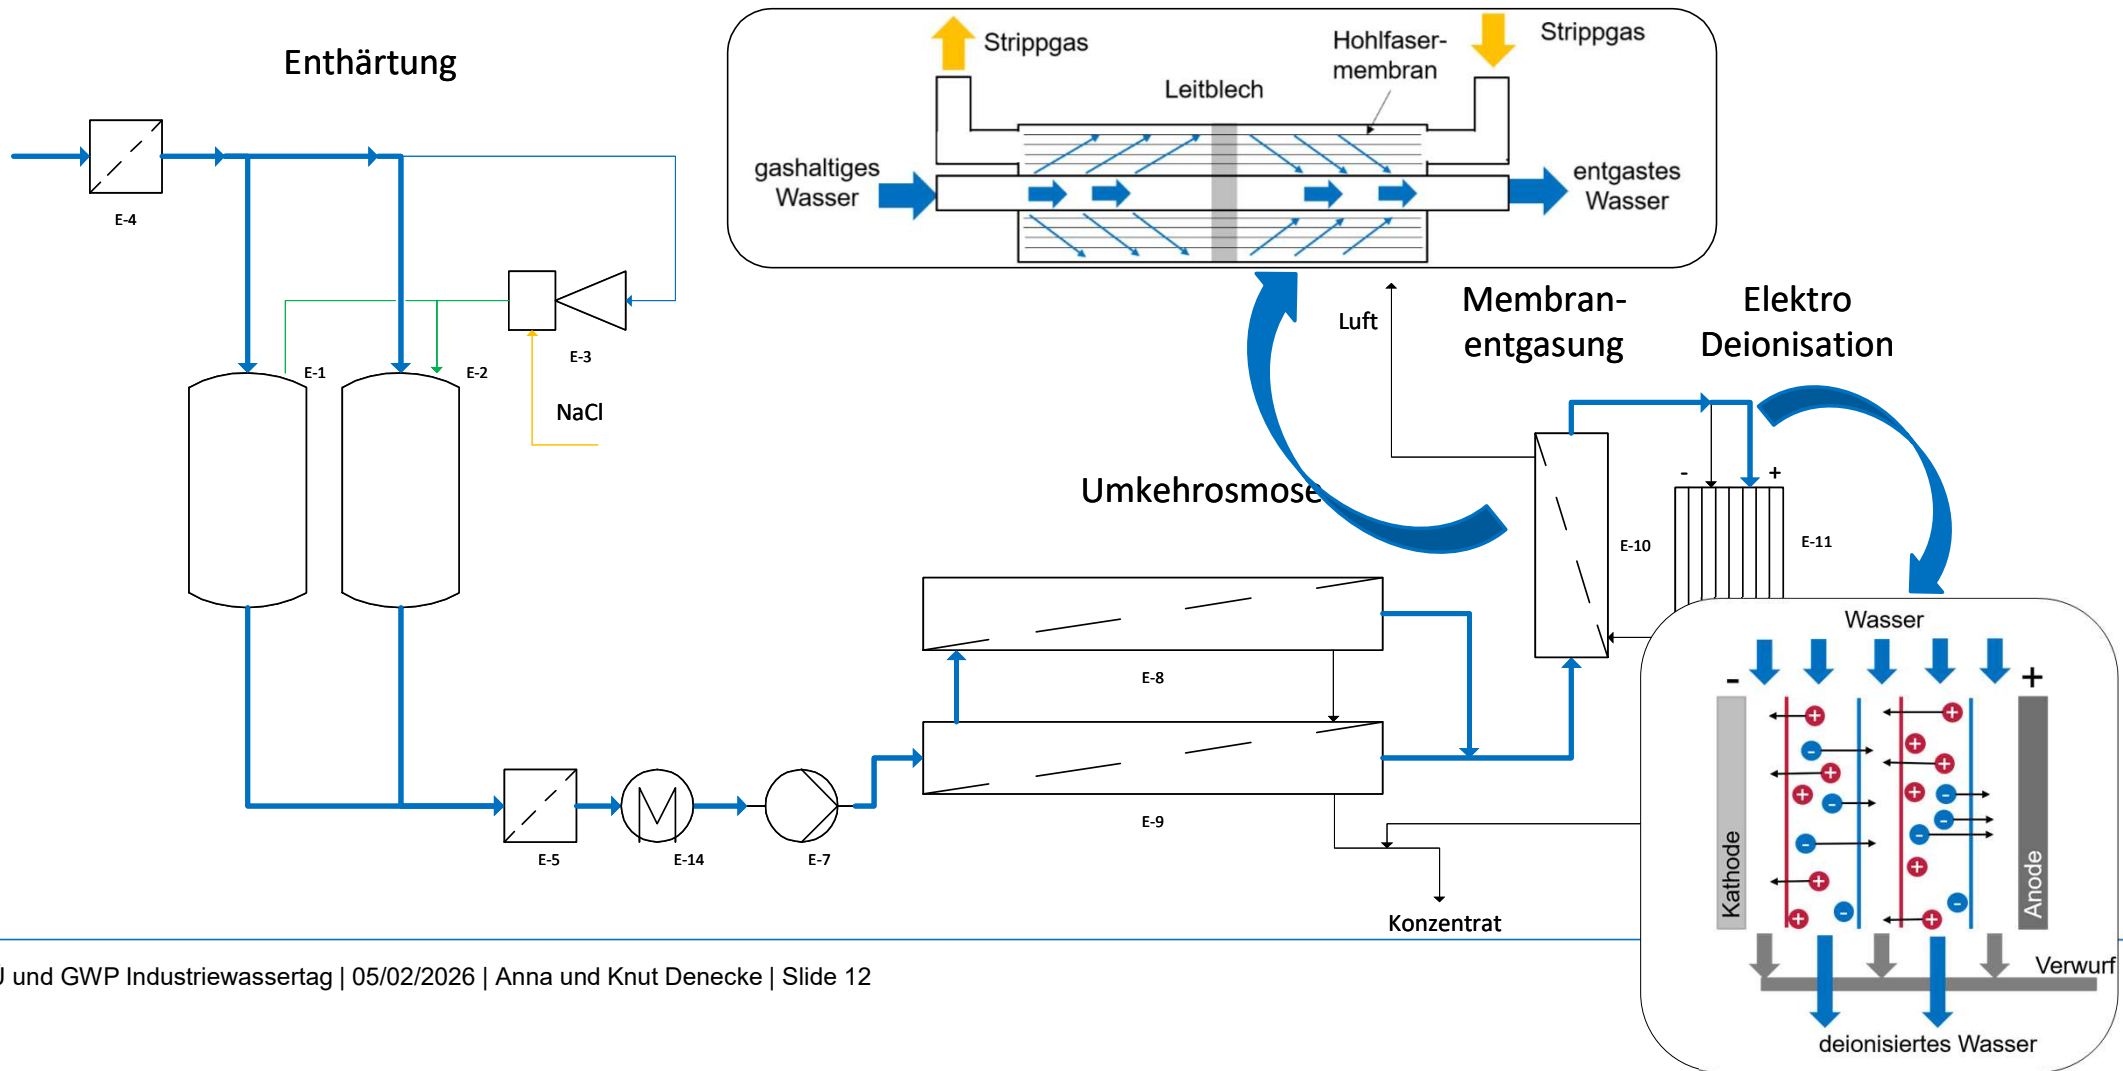 Enthärtung
E-4
E-1
E-2
E-3
NaCl
Strippgas
Strippgas
Hohlfaser-
membran
Leitblech
gashaltiges
Wasser
entgastes
Wasser
Luft
Membran-
entgasung
Elektro
Deionisation
Umkehrosmose
-
+
E-10
E-11
E-8
E-9
E-5
E-14
E-7
Konzentrat
Wasser
-
+
Kathode
Anode
Verwurf
deionisiertes Wasser
und GWP Industriewassertag | 05/02/2026 | Anna und Knut Denecke | Slide 12